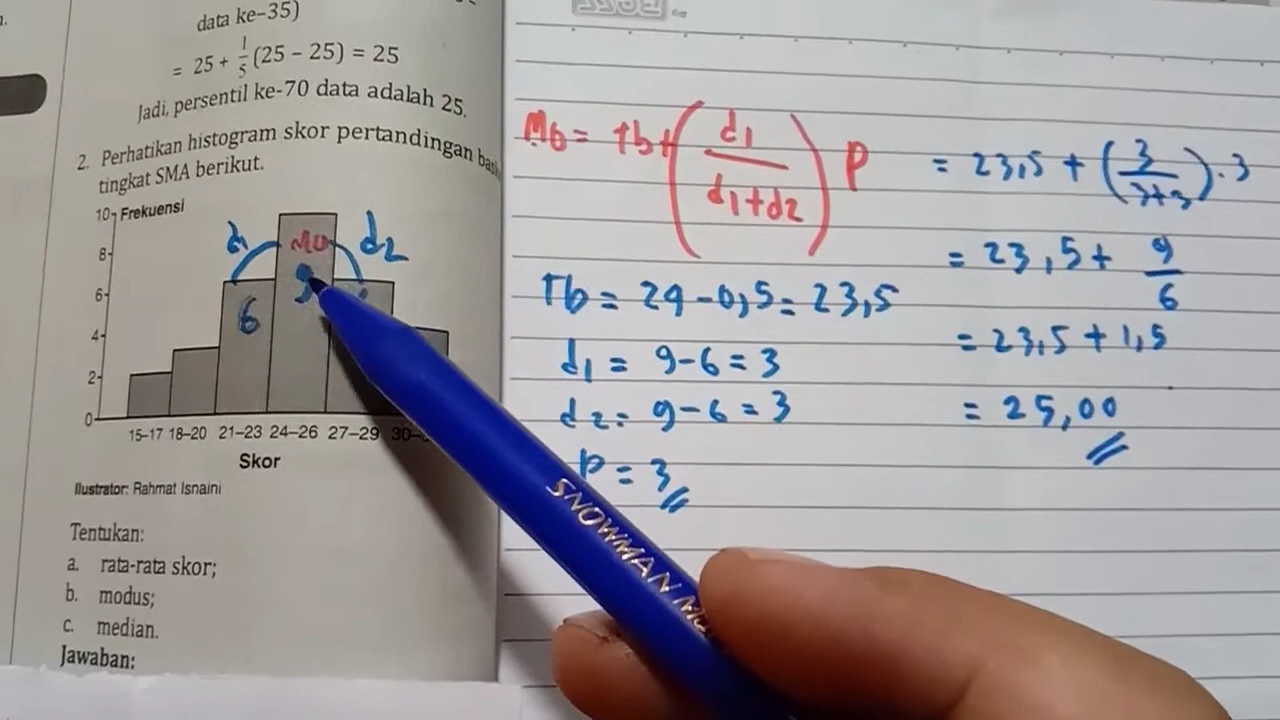 data ke–35)
= 25 + 1/5 (25 – 25) = 25
Jadi, persentil ke-70 data adalah 25.
2. Perhatikan histogram skor pertandingan
tingkat SMA berikut.
Frekuensi
10
8
6
4
2
0
d1
Mo
d2
6
9
15–17 18–20 21–23 24–26 27–29
Skor
Ilustrator: Rahmat Isnaini
Tentukan:
a. rata-rata skor;
b. modus;
c. median.
Jawaban:
Mo = Tb + (d1/d1+d2) P
Tb = 24 – 0,5 = 23,5
d1 = 9-6 = 3
d2 = 9-6 = 3
P = 3
= 23,5 + (3/3+3) . 3
= 23,5 + 9/6
= 23,5 + 1,5
= 25,00
SNOWMAN